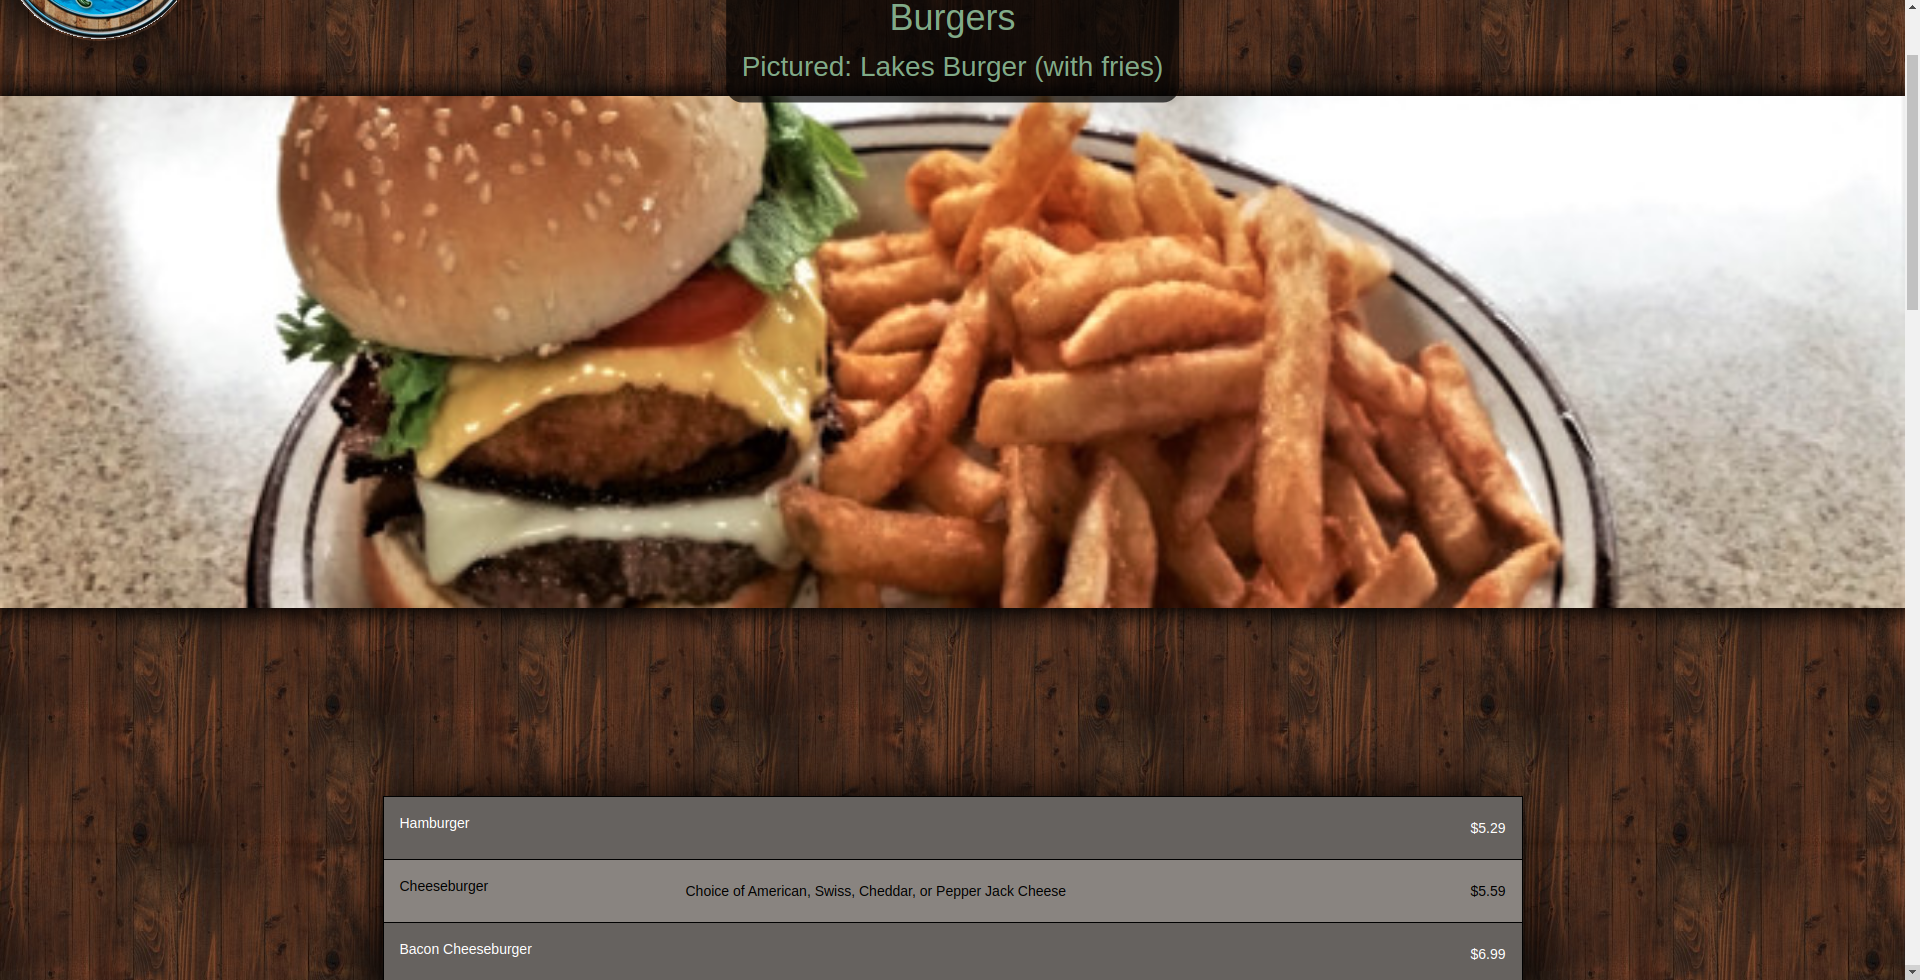 Burgers
Pictured: Lakes Burger (with fries)
Hamburger $5.29
Cheeseburger Choice of American, Swiss, Cheddar, or Pepper Jack Cheese $5.59
Bacon Cheeseburger $6.99